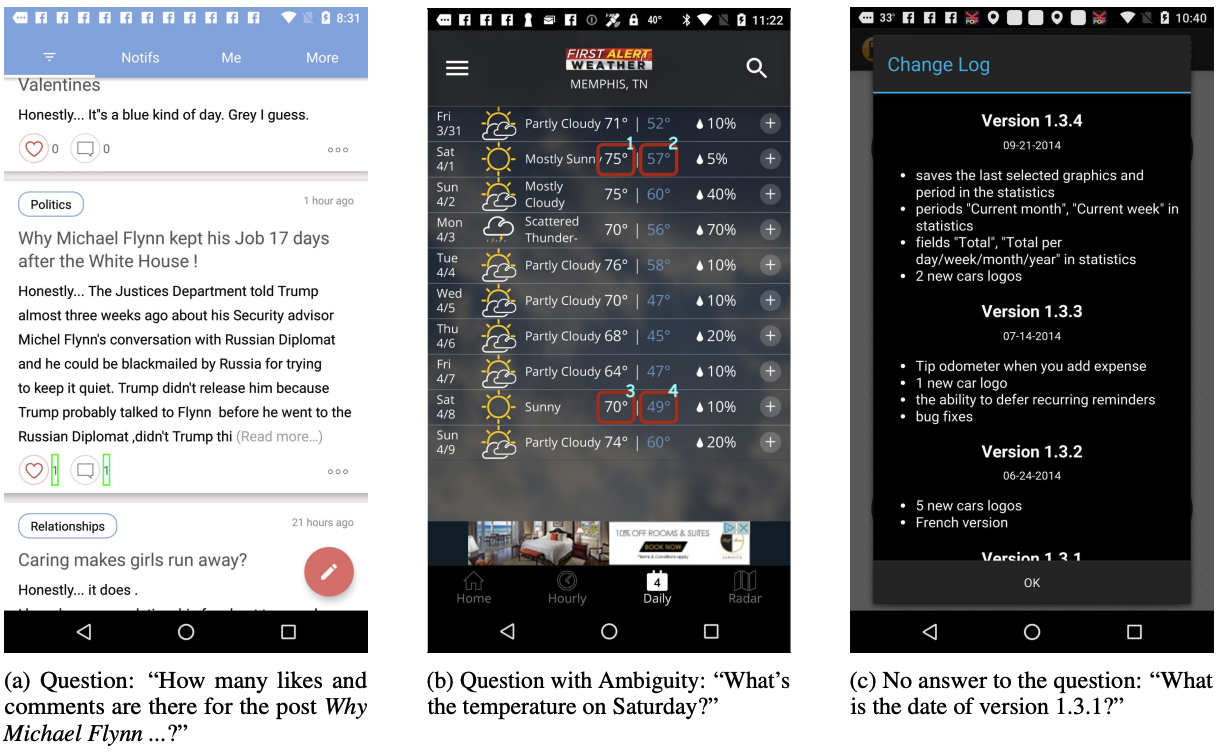 8:31
Notifs Me More
Valentines
Honestly... It"s a blue kind of day. Grey I guess.
0 0
Politics
1 hour ago
Why Michael Flynn kept his Job 17 days
after the White House !
Honestly... The Justices Department told Trump
almost three weeks ago about his Security advisor
Michel Flynn's conversation with Russian Diplomat
and he could be blackmailed by Russia for trying
to keep it quiet. Trump didn't release him because
Trump probably talked to Flynn before he went to the
Russian Diplomat ,didn't Trump thi (Read more...)
1 1
Relationships
21 hours ago
Caring makes girls run away?
Honestly... it does .
(a) Question: “How many likes and
comments are there for the post Why
Michael Flynn ...?”
40° 11:22
FIRST ALERT
WEATHER
MEMPHIS, TN
Fri
3/31
Partly Cloudy 71° | 52° 10%
1 2
Sat
4/1
Mostly Sunny 75° | 57° 5%
Sun
4/2
Mostly
Cloudy
75° | 60° 40%
Mon
4/3
Scattered
Thunder-
70° | 56° 70%
Tue
4/4
Partly Cloudy 76° | 58° 10%
Wed
4/5
Partly Cloudy 70° | 47° 10%
Thu
4/6
Partly Cloudy 68° | 45° 20%
Fri
4/7
Partly Cloudy 64° | 47° 10%
3 4
Sat
4/8
Sunny 70° | 49° 10%
Sun
4/9
Partly Cloudy 74° | 60° 20%
10% OFF ROOMS & SUITES
BOOK NOW
*Terms & Conditions apply
4
Home Hourly Daily Radar
(b) Question with Ambiguity: “What’s
the temperature on Saturday?”
33° 10:40
Change Log
Version 1.3.4
09-21-2014
• saves the last selected graphics and
period in the statistics
• periods "Current month", "Current week" in
statistics
• fields "Total", "Total per
day/week/month/year" in statistics
• 2 new cars logos
Version 1.3.3
07-14-2014
• Tip odometer when you add expense
• 1 new car logo
• the ability to defer recurring reminders
• bug fixes
Version 1.3.2
06-24-2014
• 5 new cars logos
• French version
Version 1.3.1
OK
(c) No answer to the question: “What
is the date of version 1.3.1?”